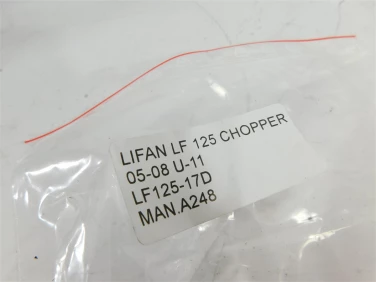 LIFAN LF 125 CHOPPER
05-08 U-11
LF125-17D
MAN.A248